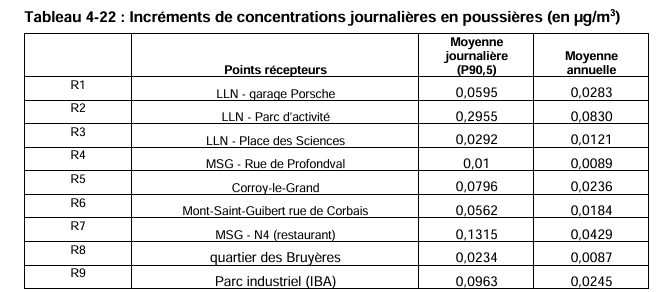 Tableau 4-22 : Incréments de concentrations journalières en poussières (en µg/m³)
Points récepteurs Moyenne journalière (P90,5) Moyenne annuelle
R1 LLN - garage Porsche 0,0595 0,0283
R2 LLN - Parc d'activité 0,2955 0,0830
R3 LLN - Place des Sciences 0,0292 0,0121
R4 MSG - Rue de Profondval 0,01 0,0089
R5 Corroy-le-Grand 0,0796 0,0236
R6 Mont-Saint-Guibert rue de Corbais 0,0562 0,0184
R7 MSG - N4 (restaurant) 0,1315 0,0429
R8 quartier des Bruyères 0,0234 0,0087
R9 Parc industriel (IBA) 0,0963 0,0245